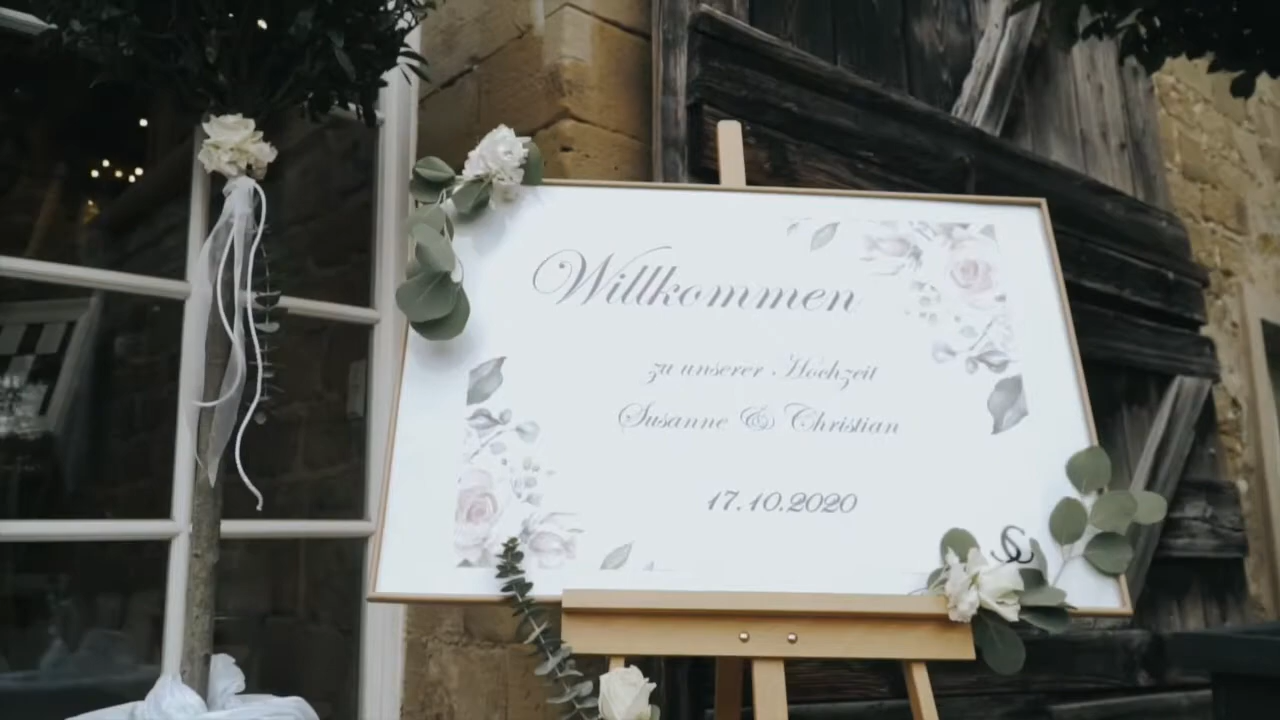 Willkommen
zu unserer Hochzeit
Susanne & Christian
17.10.2020